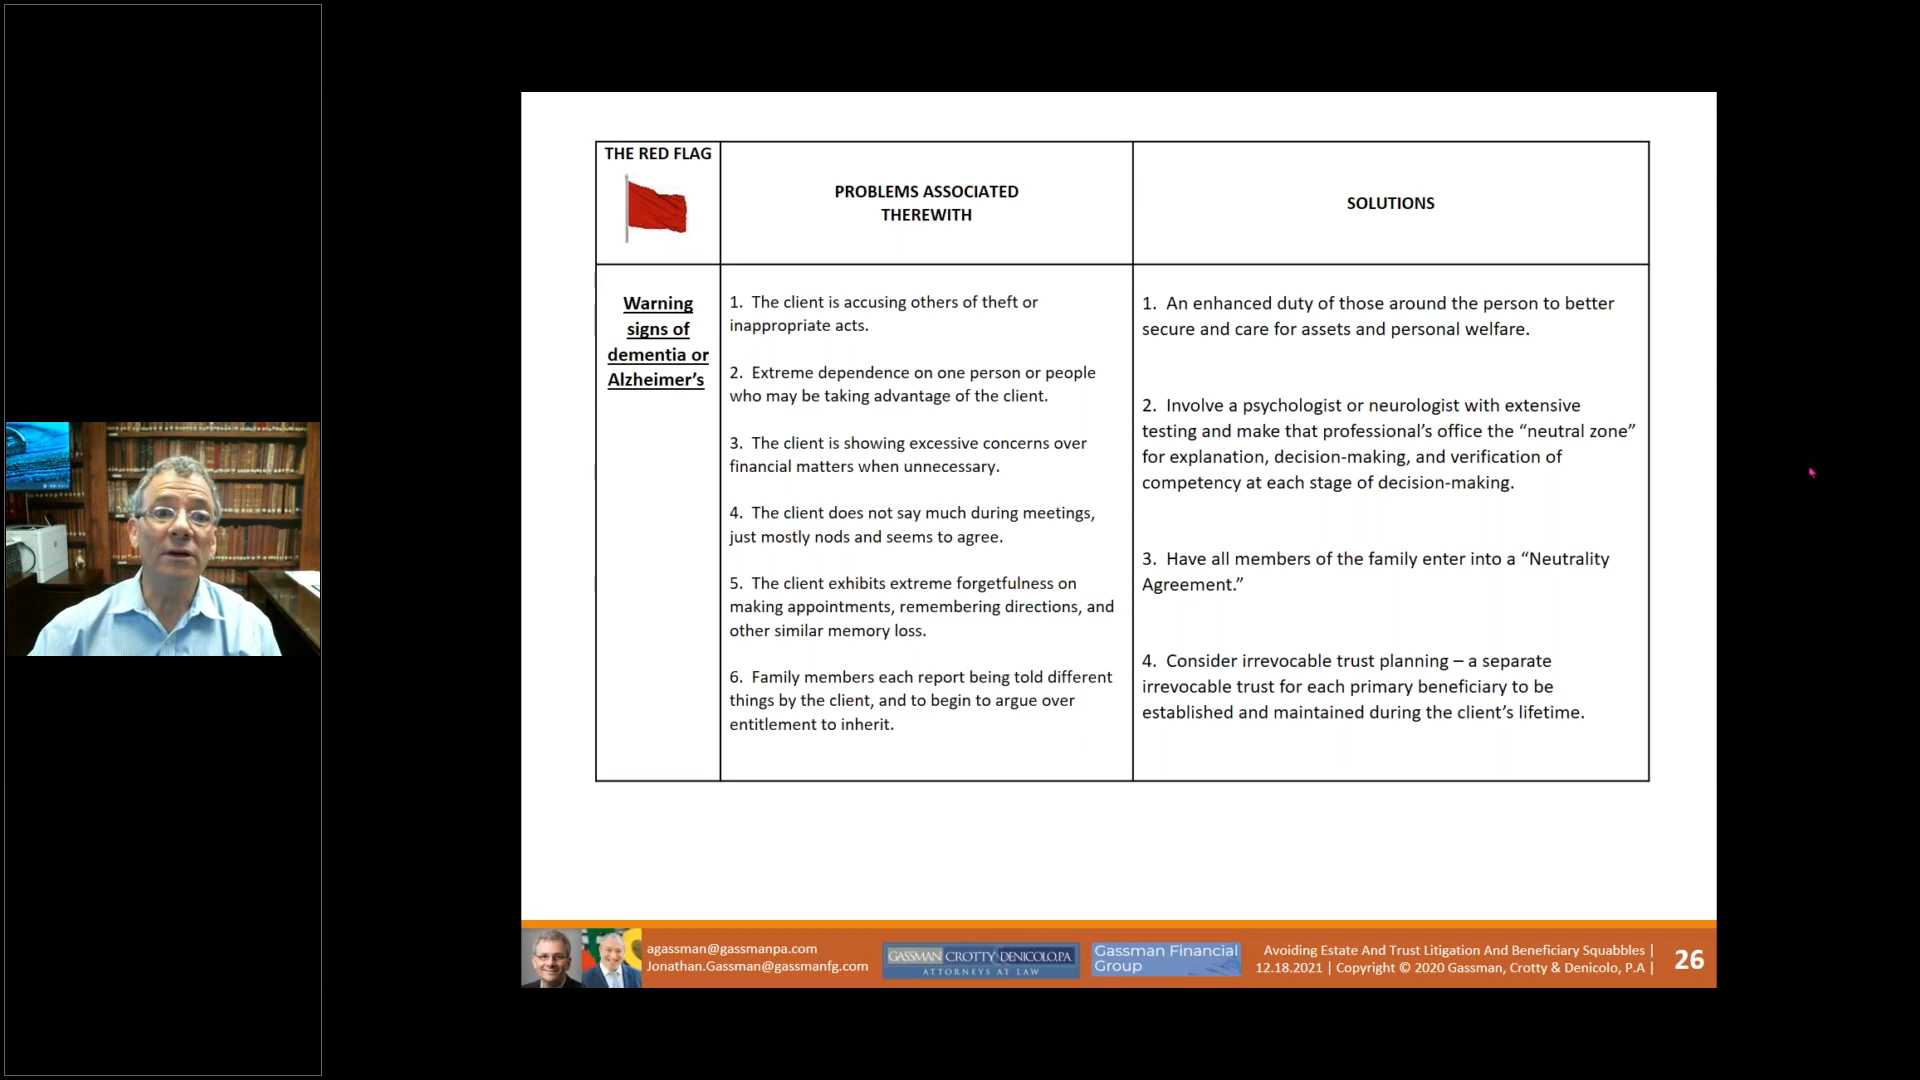 THE RED FLAG
PROBLEMS ASSOCIATED
THEREWITH
SOLUTIONS
Warning
signs of
dementia or
Alzheimer’s
1. The client is accusing others of theft or
inappropriate acts.
2. Extreme dependence on one person or people
who may be taking advantage of the client.
3. The client is showing excessive concerns over
financial matters when unnecessary.
4. The client does not say much during meetings,
just mostly nods and seems to agree.
5. The client exhibits extreme forgetfulness on
making appointments, remembering directions, and
other similar memory loss.
6. Family members each report being told different
things by the client, and to begin to argue over
entitlement to inherit.
1. An enhanced duty of those around the person to better
secure and care for assets and personal welfare.
2. Involve a psychologist or neurologist with extensive
testing and make that professional’s office the “neutral zone”
for explanation, decision-making, and verification of
competency at each stage of decision-making.
3. Have all members of the family enter into a “Neutrality
Agreement.”
4. Consider irrevocable trust planning – a separate
irrevocable trust for each primary beneficiary to be
established and maintained during the client’s lifetime.
agassman@gassmanpa.com
Jonathan.Gassman@gassmanfg.com
GASSMAN CROTTY DENICOLO, P.A.
ATTORNEYS AT LAW
Gassman Financial
Group
Avoiding Estate And Trust Litigation And Beneficiary Squabbles |
12.18.2021 | Copyright © 2020 Gassman, Crotty & Denicolo, P.A |
26